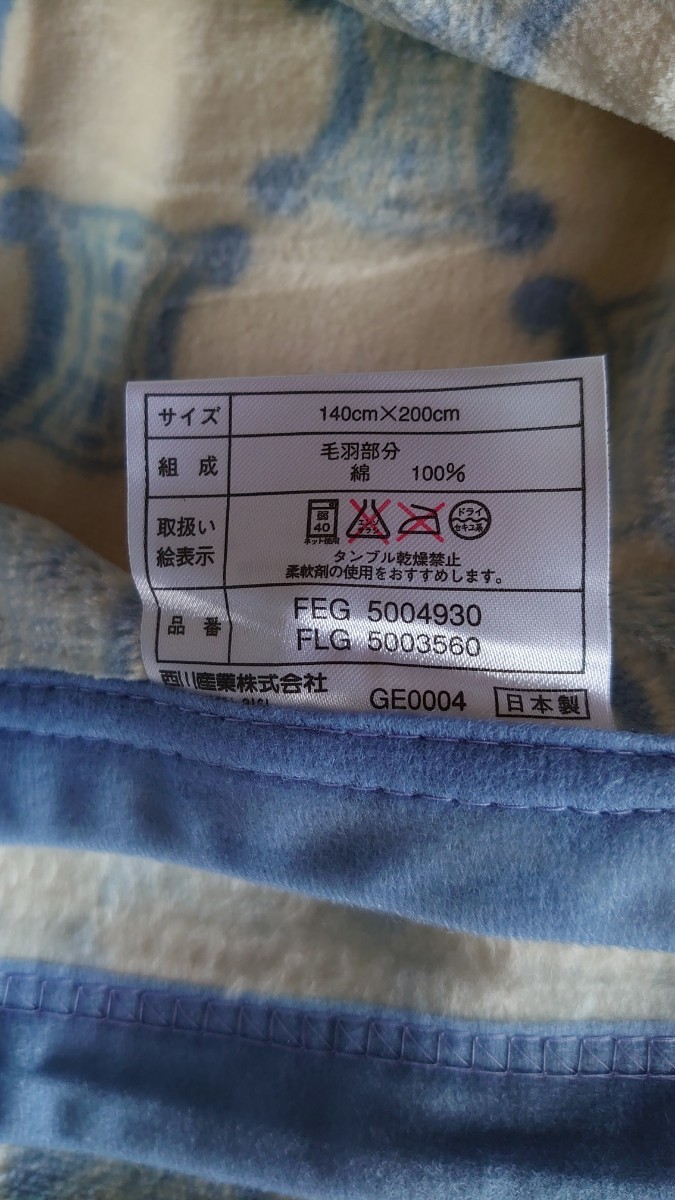 サイズ 140cm×200cm
組成 毛羽部分
綿 100%
取扱い
絵表示
弱
40
ネット使用
エンソ
サラシ
ドライ
セキユ系
タンブル乾燥禁止
柔軟剤の使用をおすすめします。
品番 FEG 5004930
FLG 5003560
西川産業株式会社 GE0004 日本製